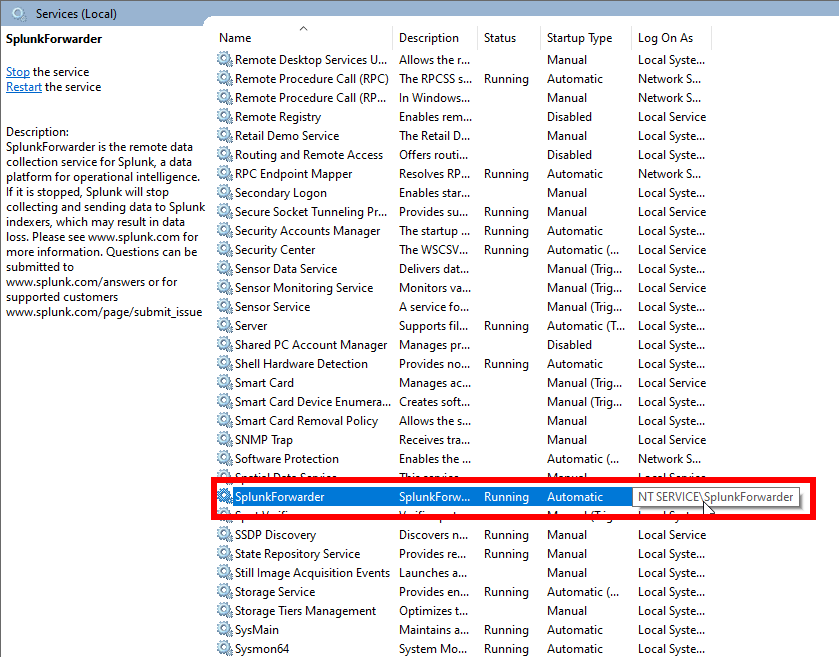 Services (Local)
SplunkForwarder
Stop the service
Restart the service
Description:
SplunkForwarder is the remote data
collection service for Splunk, a data
platform for operational intelligence.
If it is stopped, Splunk will stop
collecting and sending data to Splunk
indexers, which may result in data
loss. Please see www.splunk.com for
more information. Questions can be
submitted to
www.splunk.com/answers or for
supported customers
www.splunk.com/page/submit_issue
Name Description Status Startup Type Log On As
Remote Desktop Services U... Allows the r... Manual Local Syste...
Remote Procedure Call (RPC) The RPCSS s... Running Automatic Network S...
Remote Procedure Call (RP... In Windows... Manual Network S...
Remote Registry Enables rem... Disabled Local Service
Retail Demo Service The Retail D... Manual Local Syste...
Routing and Remote Access Offers routi... Disabled Local Syste...
RPC Endpoint Mapper Resolves RP... Running Automatic Network S...
Secondary Logon Enables star... Manual Local Syste...
Secure Socket Tunneling Pr... Provides su... Running Manual Local Service
Security Accounts Manager The startup ... Running Automatic Local Syste...
Security Center The WSCSV... Running Automatic (... Local Service
Sensor Data Service Delivers dat... Manual (Trig... Local Syste...
Sensor Monitoring Service Monitors va... Manual (Trig... Local Service
Sensor Service A service fo... Manual (Trig... Local Syste...
Server Supports fil... Running Automatic (T... Local Syste...
Shared PC Account Manager Manages pr... Disabled Local Syste...
Shell Hardware Detection Provides no... Running Automatic Local Syste...
Smart Card Manages ac... Manual (Trig... Local Service
Smart Card Device Enumera... Creates soft... Manual (Trig... Local Syste...
Smart Card Removal Policy Allows the s... Manual Local Syste...
SNMP Trap Receives tra... Manual Local Service
Software Protection Enables the ... Automatic (... Network S...
Spatial Data Service This service Manual Local Service
SplunkForwarder SplunkForw... Running Automatic NT SERVICE\SplunkForwarder
Spot Verifier Manual (Trig Local Syste...
SSDP Discovery Discovers n... Running Manual Local Service
State Repository Service Provides re... Running Manual Local Syste...
Still Image Acquisition Events Launches a... Manual Local Syste...
Storage Service Provides en... Running Automatic (... Local Syste...
Storage Tiers Management Optimizes t... Manual Local Syste...
SysMain Maintains a... Running Automatic Local Syste...
Sysmon64 System Mo... Running Automatic Local Syste...